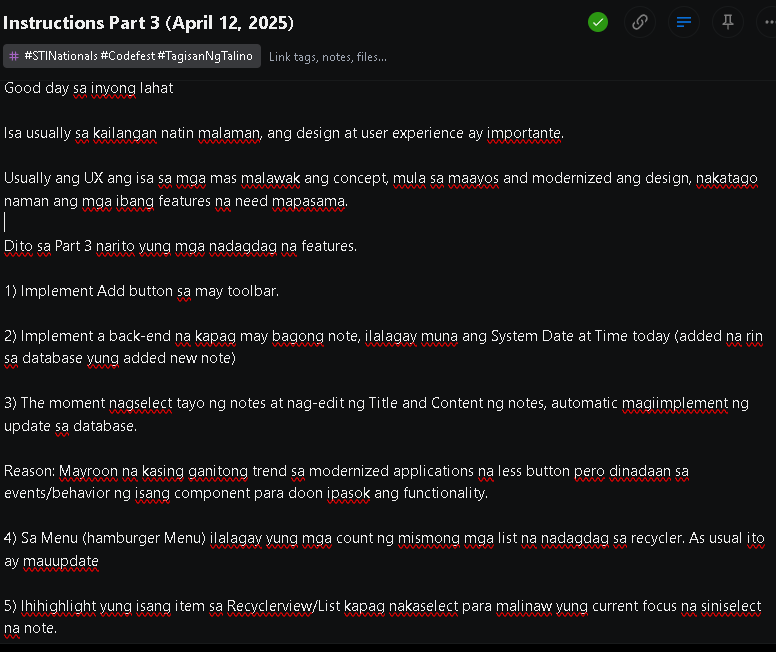 Instructions Part 3 (April 12, 2025)
#STINationals #Codefest #TagisanNgTalino
Link tags, notes, files...
Good day sa inyong lahat
Isa usually sa kailangan natin malaman, ang design at user experience ay importante.
Usually ang UX ang isa sa mga mas malawak ang concept, mula sa maayos and modernized ang design, nakatago
naman ang mga ibang features na need mapasama.
Dito sa Part 3 narito yung mga nadagdag na features.
1) Implement Add button sa may toolbar.
2) Implement a back-end na kapag may bagong note, ilalagay muna ang System Date at Time today (added na rin
sa database yung added new note)
3) The moment nagselect tayo ng notes at nag-edit ng Title and Content ng notes, automatic magiimplement ng
update sa database.
Reason: Mayroon na kasing ganitong trend sa modernized applications na less button pero dinadaan sa
events/behavior ng isang component para doon ipasok ang functionality.
4) Sa Menu (hamburger Menu) ilalagay yung mga count ng mismong mga list na nadagdag sa recycler. As usual ito
ay mauupdate
5) Ihihighlight yung isang item sa Recyclerview/List kapag nakaselect para malinaw yung current focus na siniselect
na note.